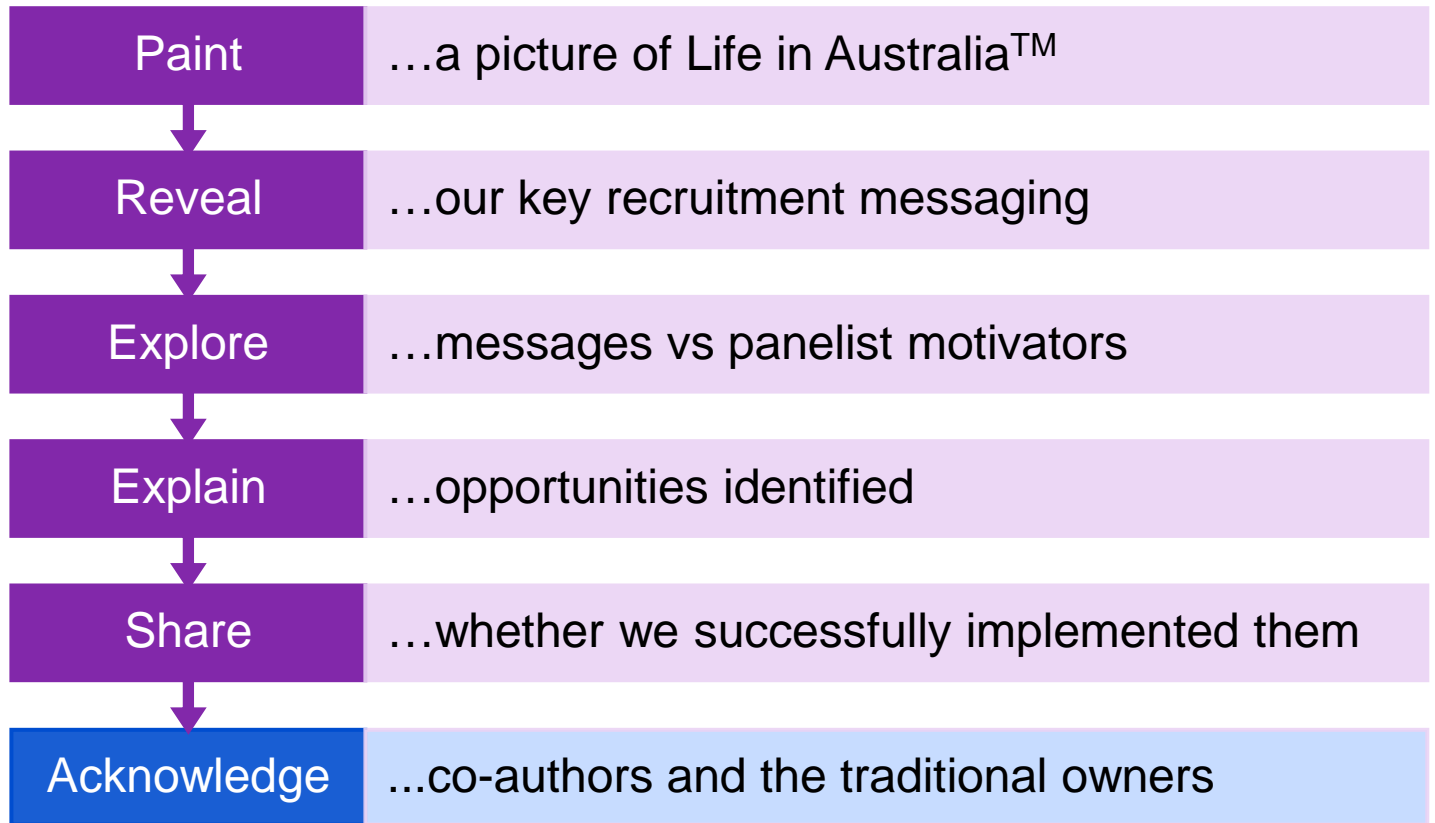 Paint …a picture of Life in Australia™
Reveal …our key recruitment messaging
Explore …messages vs panelist motivators
Explain …opportunities identified
Share …whether we successfully implemented them
Acknowledge ...co-authors and the traditional owners